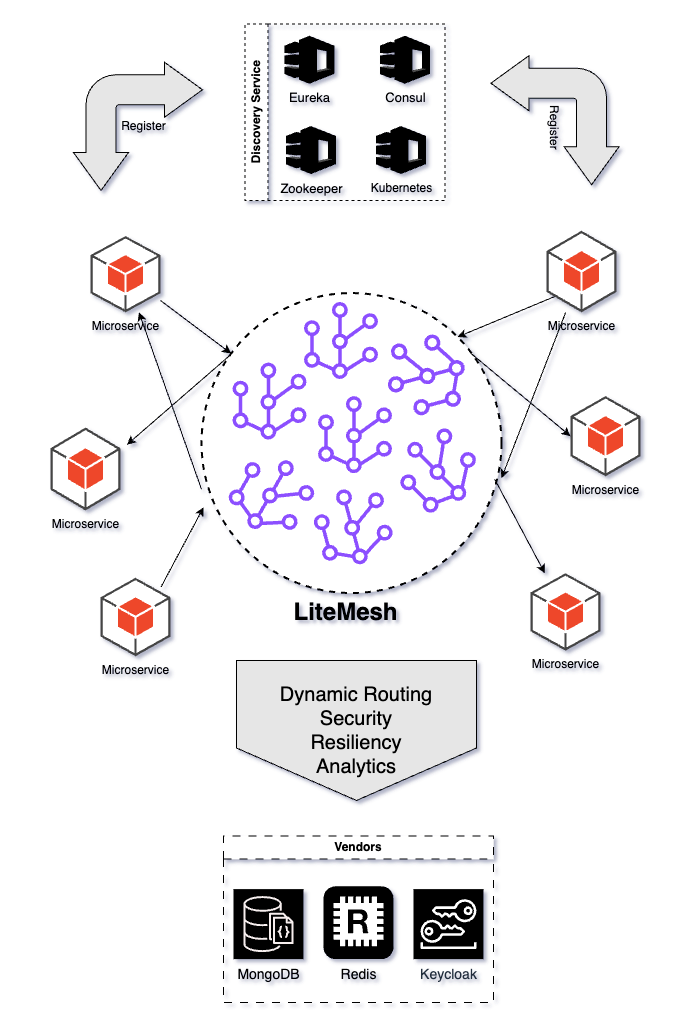 Discovery Service
Eureka
Consul
Zookeeper
Kubernetes
Register
Register
Microservice
Microservice
Microservice
Microservice
Microservice
Microservice
LiteMesh
Dynamic Routing
Security
Resiliency
Analytics
Vendors
{}
R
MongoDB
Redis
Keycloak